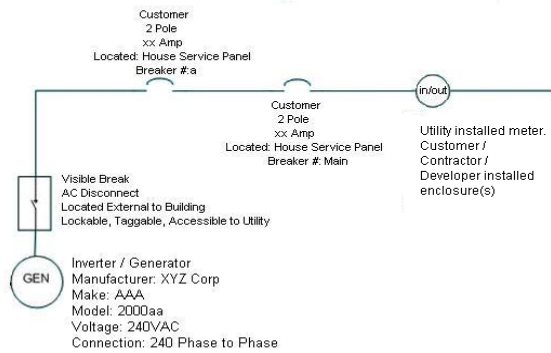 Customer
2 Pole
xx Amp
Located: House Service Panel
Breaker #:a
in/out
Customer
2 Pole
xx Amp
Located: House Service Panel
Breaker #: Main
Utility installed meter.
Customer /
Contractor /
Developer installed
enclosure(s)
Visible Break
AC Disconnect
Located External to Building
Lockable, Taggable, Accessible to Utility
GEN
Inverter / Generator
Manufacturer: XYZ Corp
Make: AAA
Model: 2000aa
Voltage: 240VAC
Connection: 240 Phase to Phase